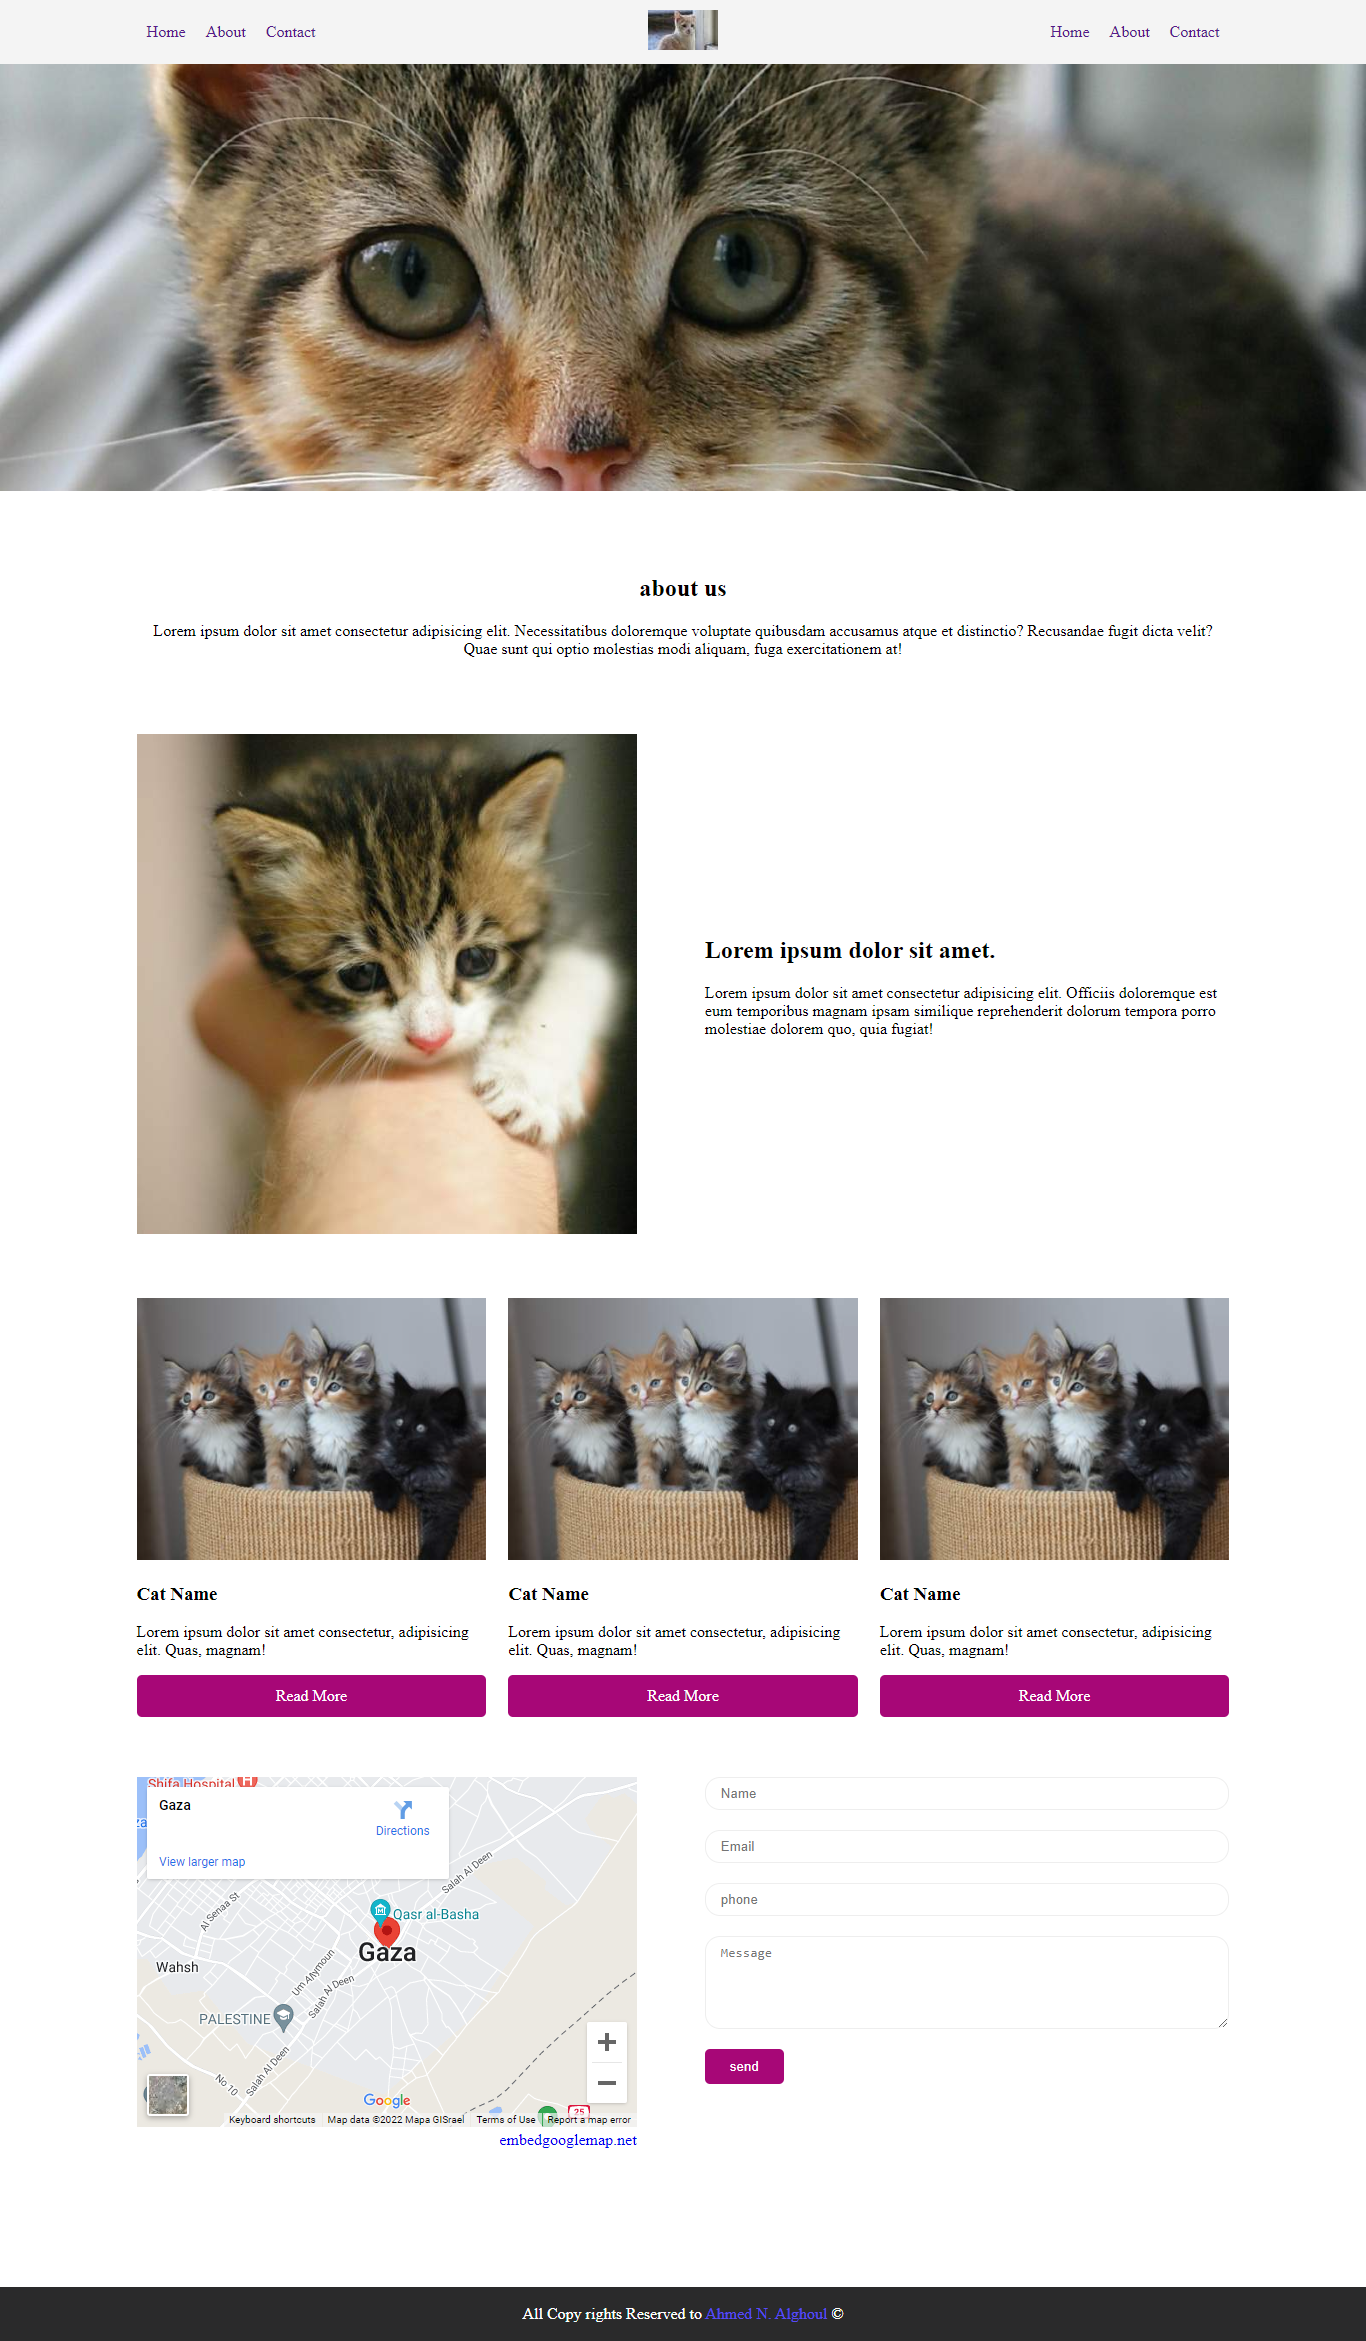 Home About Contact
Home About Contact
about us
Lorem ipsum dolor sit amet consectetur adipisicing elit. Necessitatibus doloremque voluptate quibusdam accusamus atque et distinctio? Recusandae fugit dicta velit?
Quae sunt qui optio molestias modi aliquam, fuga exercitationem at!
Lorem ipsum dolor sit amet.
Lorem ipsum dolor sit amet consectetur adipisicing elit. Officiis doloremque est
eum temporibus magnam ipsam similique reprehenderit dolorum tempora porro
molestiae dolorem quo, quia fugiat!
Cat Name
Lorem ipsum dolor sit amet consectetur, adipisicing
elit. Quas, magnam!
Read More
Cat Name
Lorem ipsum dolor sit amet consectetur, adipisicing
elit. Quas, magnam!
Read More
Cat Name
Lorem ipsum dolor sit amet consectetur, adipisicing
elit. Quas, magnam!
Read More
Shifa Hospital
H
Gaza
Directions
View larger map
za
Salah Al Deen
Al Senaa St
Qasr al-Basha
Gaza
Wahsh
Um Alaymoun
Salah Al Deen
PALESTINE
No 10
Salah Al Deen
Google
25
Keyboard shortcuts
Map data ©2022 Mapa GISrael
Terms of Use
Report a map error
embedgooglemap.net
Name
Email
phone
Message
send
All Copy rights Reserved to Ahmed N. Alghoul ©